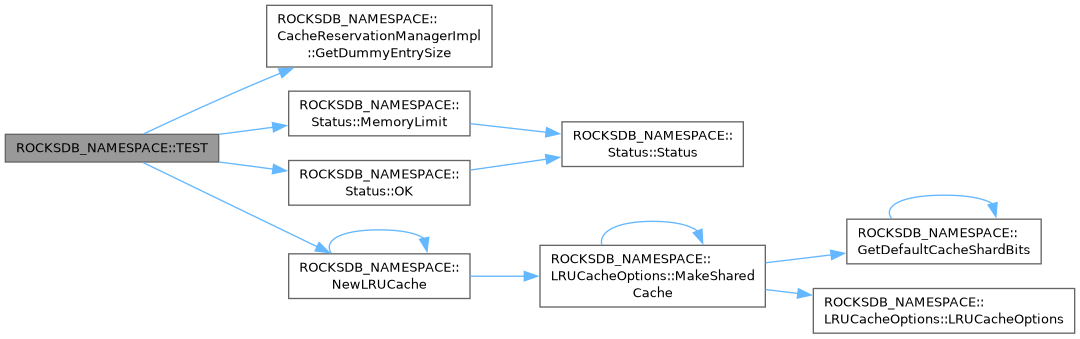 ROCKSDB_NAMESPACE::
CacheReservationManagerImpl
::GetDummyEntrySize
ROCKSDB_NAMESPACE::
Status::MemoryLimit
ROCKSDB_NAMESPACE::
Status::Status
ROCKSDB_NAMESPACE::TEST
ROCKSDB_NAMESPACE::
Status::OK
ROCKSDB_NAMESPACE::
GetDefaultCacheShardBits
ROCKSDB_NAMESPACE::
NewLRUCache
ROCKSDB_NAMESPACE::
LRUCacheOptions::MakeShared
Cache
ROCKSDB_NAMESPACE::
LRUCacheOptions::LRUCacheOptions